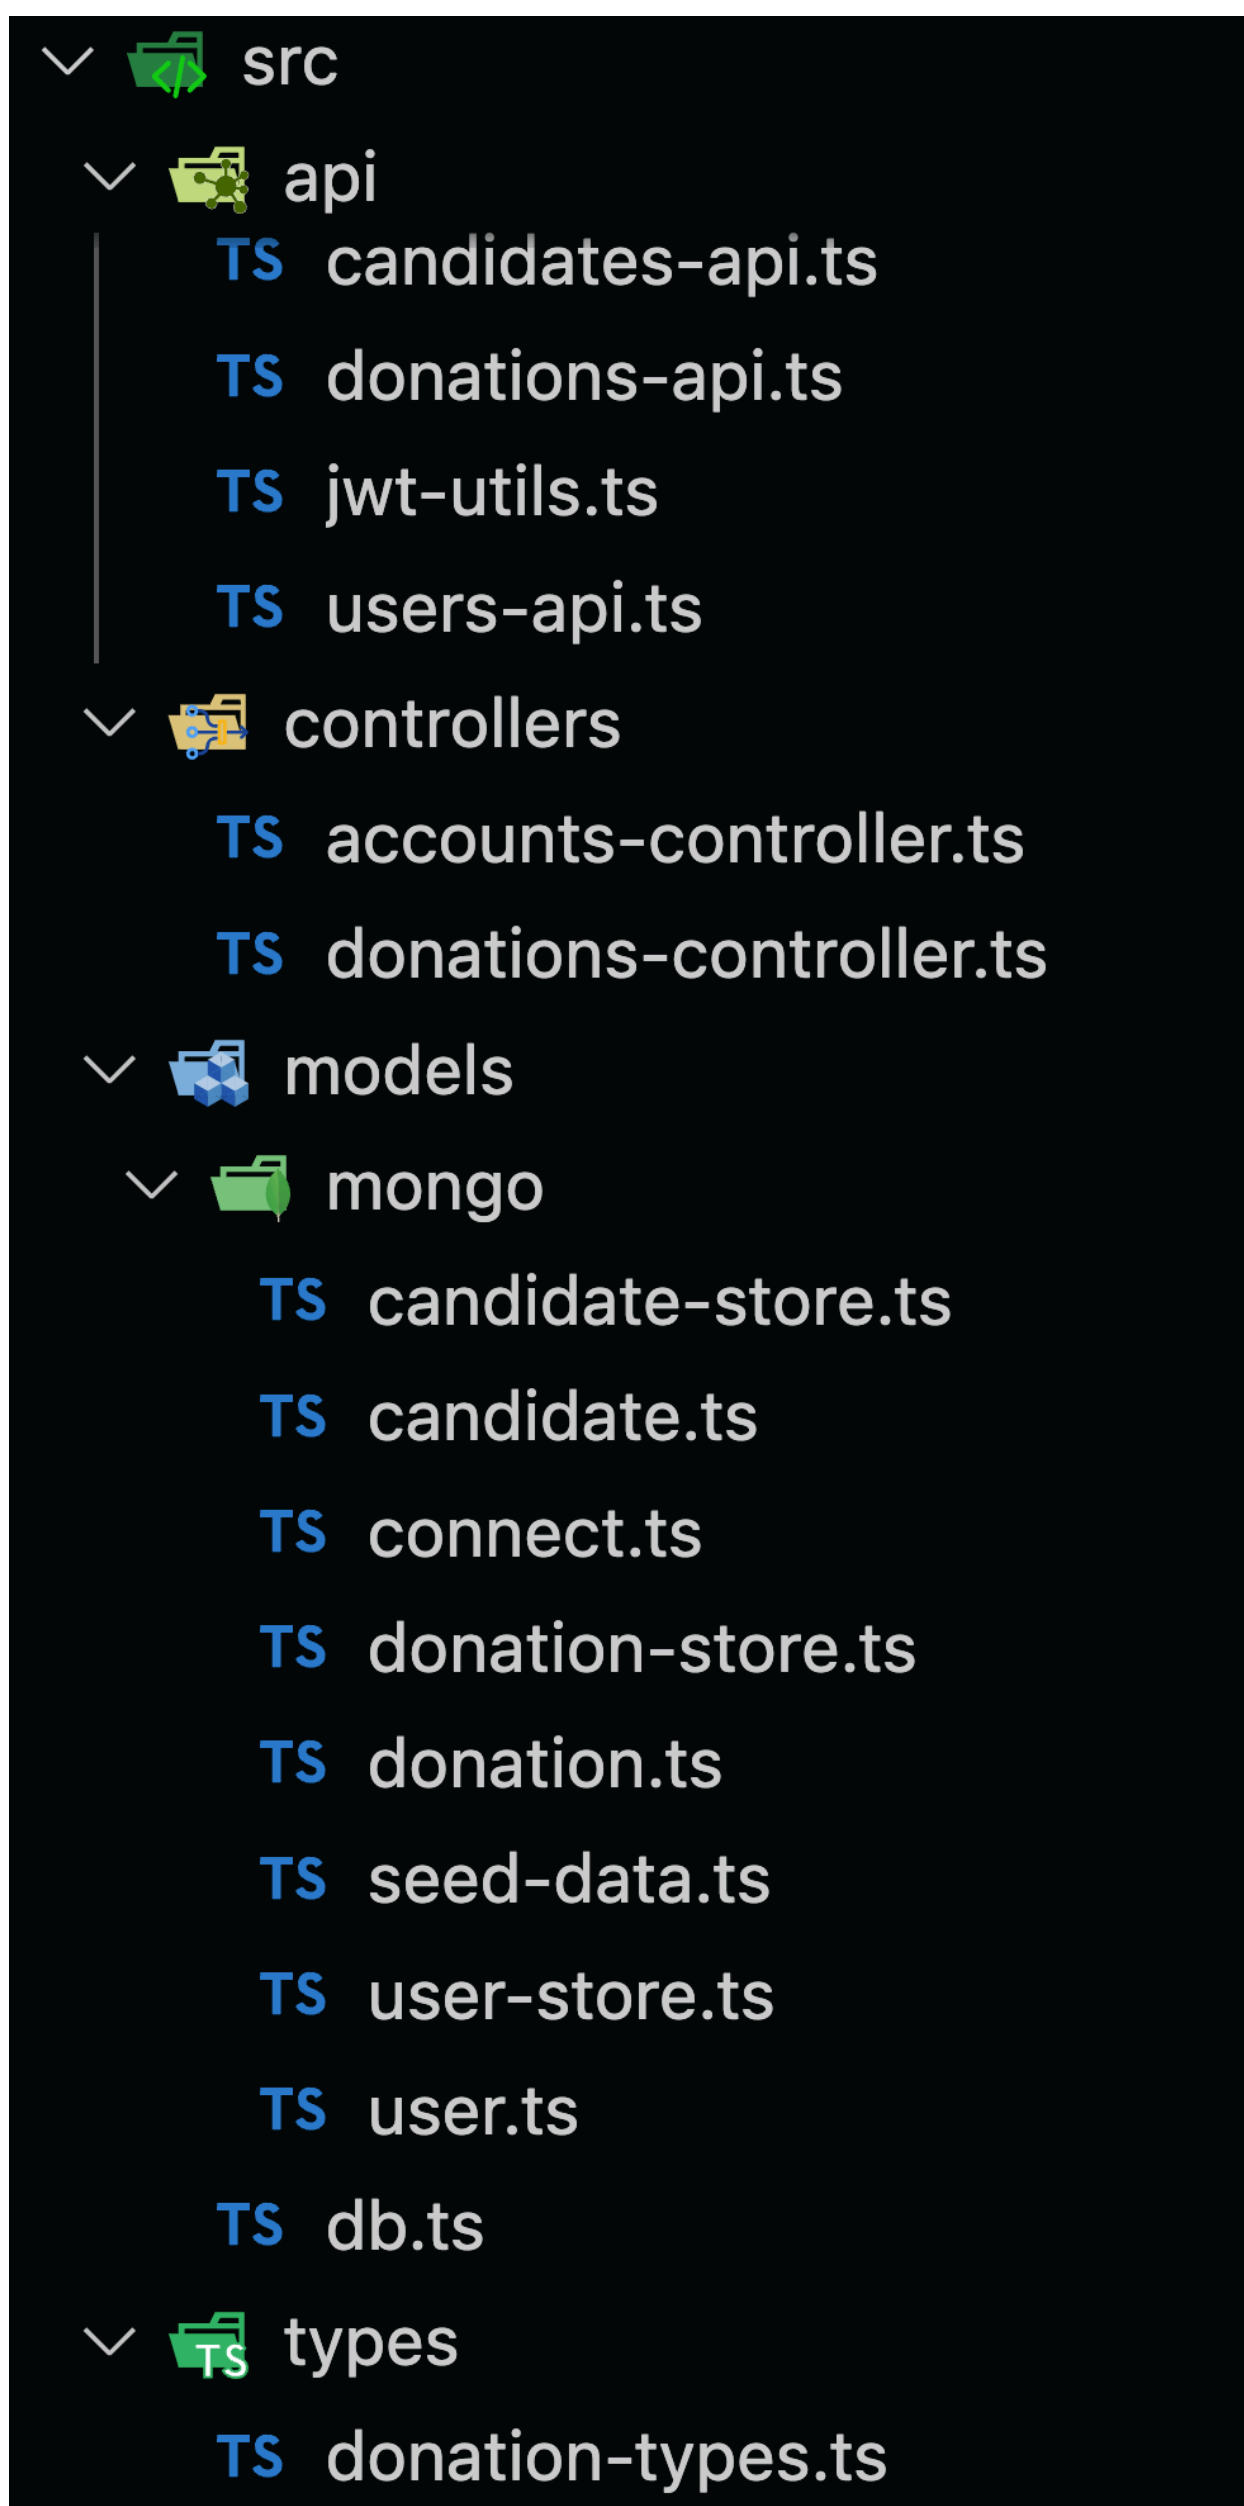 src
api
TS candidates-api.ts
TS donations-api.ts
TS jwt-utils.ts
TS users-api.ts
controllers
TS accounts-controller.ts
TS donations-controller.ts
models
mongo
TS candidate-store.ts
TS candidate.ts
TS connect.ts
TS donation-store.ts
TS donation.ts
TS seed-data.ts
TS user-store.ts
TS user.ts
TS db.ts
TS types
TS donation-types.ts